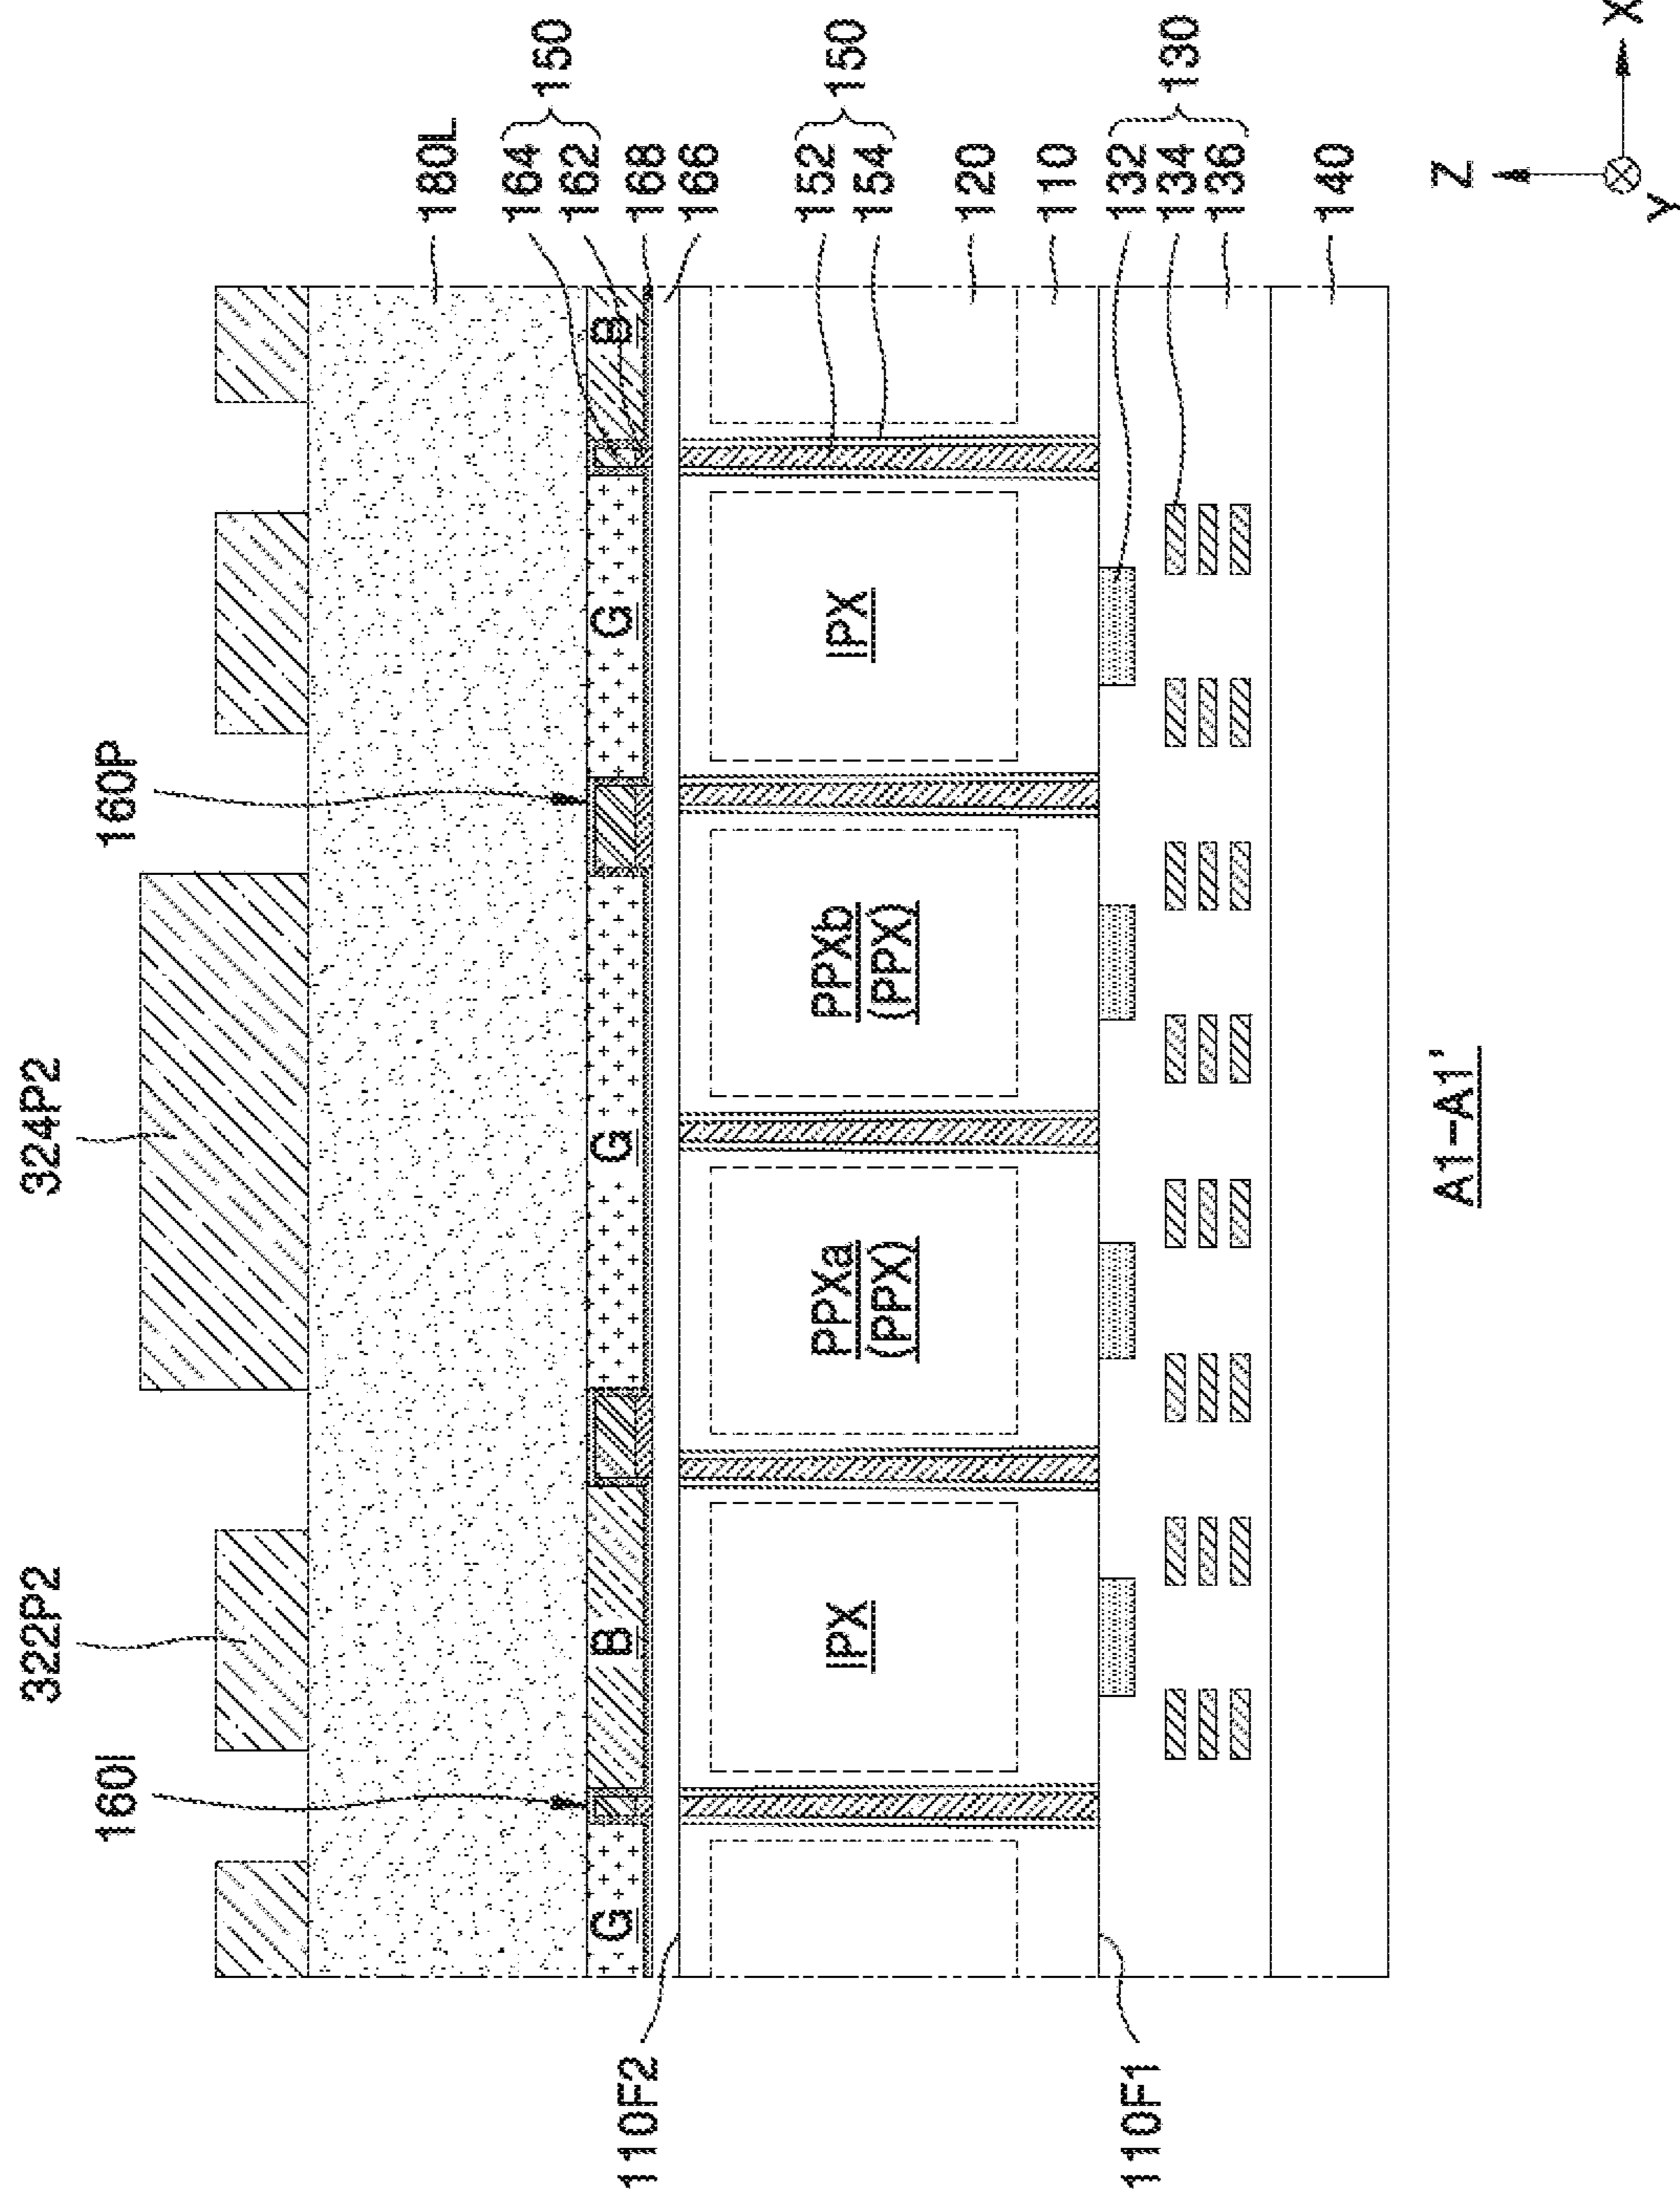 322P2
324P2
160I
160P
180L
164
162
150
168
166
G
B
G
G
B
110F2
IPX
PPXa
(PPX)
PPXb
(PPX)
IPX
152
154
150
120
110
110F1
132
134
136
130
140
A1-A1'
Z
Y
X